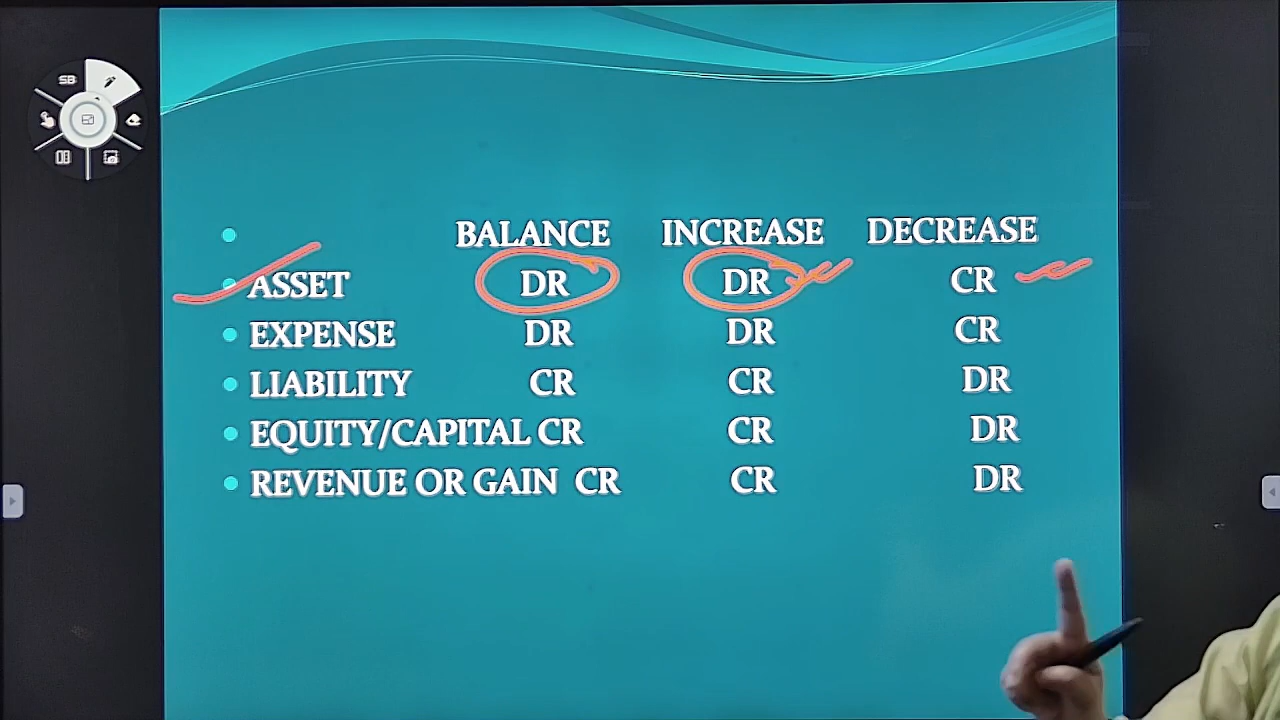 SB
BALANCE INCREASE DECREASE
ASSET DR DR CR
EXPENSE DR DR CR
LIABILITY CR CR DR
EQUITY/CAPITAL CR CR DR
REVENUE OR GAIN CR CR DR